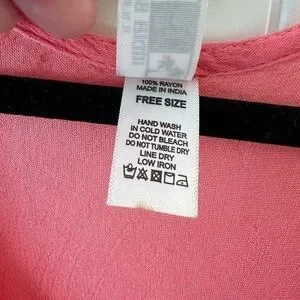 100% RAYON
MADE IN INDIA
FREE SIZE
HAND WASH
IN COLD WATER
DO NOT BLEACH
DO NOT TUMBLE DRY
LINE DRY
LOW IRON